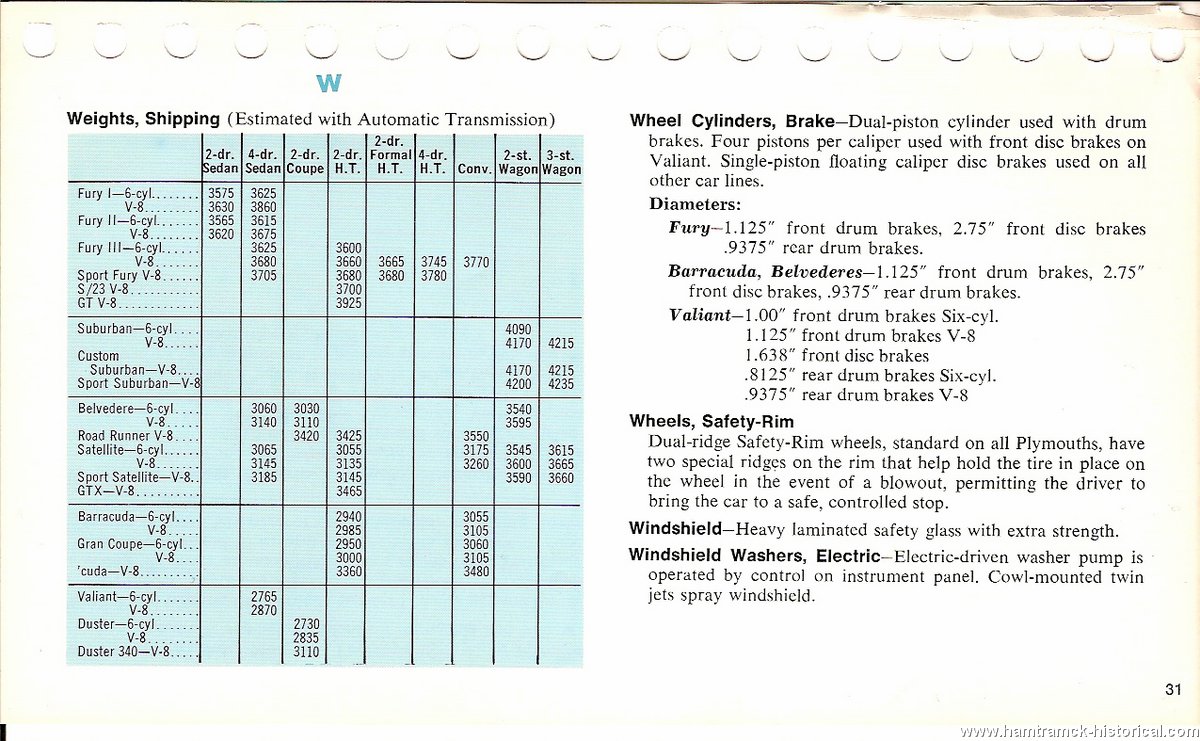 W
Weights, Shipping (Estimated with Automatic Transmission)
2-dr. Sedan 4-dr. Sedan 2-dr. Coupe 2-dr. H.T. 2-dr. Formal H.T. 4-dr. H.T. Conv. 2-st. Wagon 3-st. Wagon
Fury I—6-cyl........ 3575 3625
V-8......... 3630 3860
Fury II—6-cyl....... 3565 3615
V-8........ 3620 3675
Fury III—6-cyl...... 3625 3600
V-8....... 3680 3660 3665 3745 3770
Sport Fury V-8...... 3705 3680 3680 3780
S/23 V-8........... 3700
GT V-8............. 3925
Suburban—6-cyl.... 4090
V-8...... 4170 4215
Custom
Suburban—V-8.... 4170 4215
Sport Suburban—V-8 4200 4235
Belvedere—6-cyl.... 3060 3030 3540
V-8..... 3140 3110 3595
Road Runner V-8.... 3420 3425 3550
Satellite—6-cyl...... 3065 3055 3175 3545 3615
V-8....... 3145 3135 3260 3600 3665
Sport Satellite—V-8.. 3185 3145 3590 3660
GTX—V-8.......... 3465
Barracuda—6-cyl.... 2940 3055
V-8..... 2985 3105
Gran Coupe—6-cyl... 2950 3060
V-8.... 3000 3105
'cuda—V-8.......... 3360 3480
Valiant—6-cyl....... 2765
V-8........ 2870
Duster—6-cyl....... 2730
V-8........ 2835
Duster 340—V-8..... 3110
Wheel Cylinders, Brake—Dual-piston cylinder used with drum
brakes. Four pistons per caliper used with front disc brakes on
Valiant. Single-piston floating caliper disc brakes used on all
other car lines.
Diameters:
Fury—1.125″ front drum brakes, 2.75″ front disc brakes
.9375″ rear drum brakes.
Barracuda, Belvederes—1.125″ front drum brakes, 2.75″
front disc brakes, .9375″ rear drum brakes.
Valiant—1.00″ front drum brakes Six-cyl.
1.125″ front drum brakes V-8
1.638″ front disc brakes
.8125″ rear drum brakes Six-cyl.
.9375″ rear drum brakes V-8
Wheels, Safety-Rim
Dual-ridge Safety-Rim wheels, standard on all Plymouths, have
two special ridges on the rim that help hold the tire in place on
the wheel in the event of a blowout, permitting the driver to
bring the car to a safe, controlled stop.
Windshield—Heavy laminated safety glass with extra strength.
Windshield Washers, Electric—Electric-driven washer pump is
operated by control on instrument panel. Cowl-mounted twin
jets spray windshield.
31
www.hamtramck-historical.com